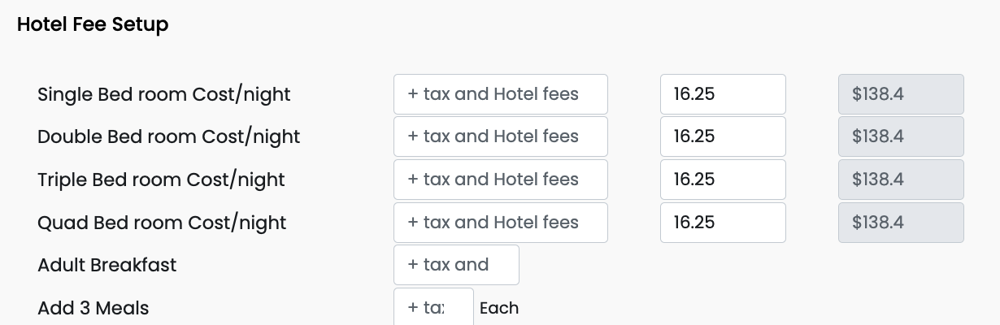 Hotel Fee Setup
Single Bed room Cost/night + tax and Hotel fees 16.25 $138.4
Double Bed room Cost/night + tax and Hotel fees 16.25 $138.4
Triple Bed room Cost/night + tax and Hotel fees 16.25 $138.4
Quad Bed room Cost/night + tax and Hotel fees 16.25 $138.4
Adult Breakfast + tax and
Add 3 Meals + tax Each